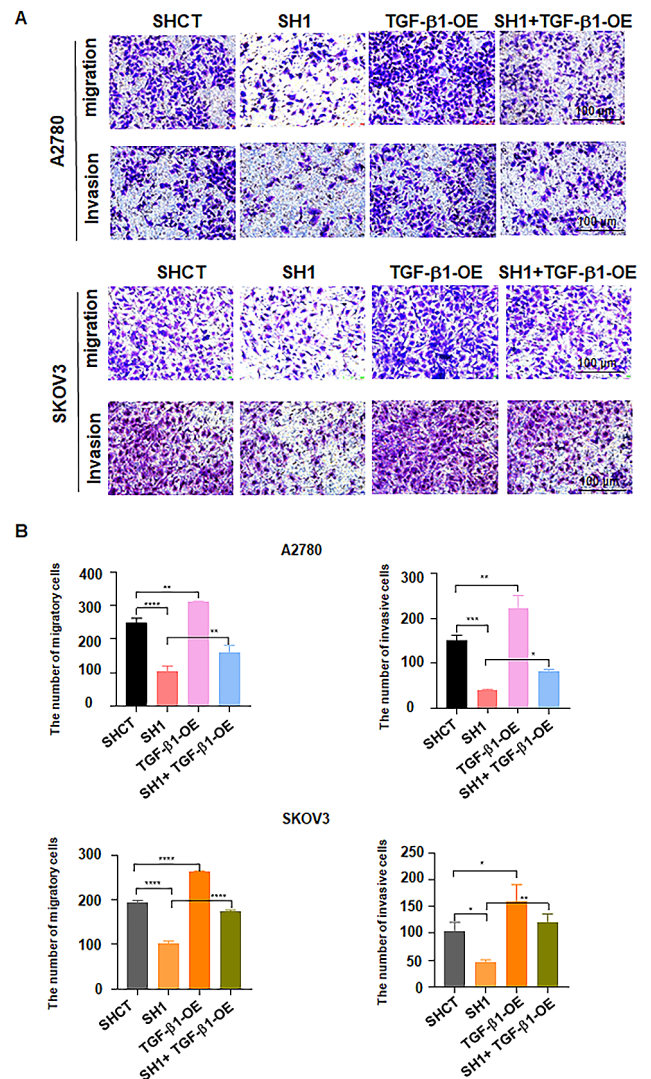 A
SHCT SH1 TGF-β1-OE SH1+TGF-β1-OE
A2780
migration
100 µm
Invasion
100 µm
SHCT SH1 TGF-β1-OE SH1+TGF-β1-OE
SKOV3
migration
100 µm
Invasion
100 µm
B
A2780
The number of migratory cells
400
300
200
100
0
**
****
**
SHCT
SH1
TGF-β1-OE
SH1+ TGF-β1-OE
The number of invasive cells
300
200
100
0
**
***
*
SHCT
SH1
TGF-β1-OE
SH1+ TGF-β1-OE
SKOV3
The number of migratory cells
300
200
100
0
****
****
****
SHCT
SH1
TGF-β1-OE
SH1+ TGF-β1-OE
The number of invasive cells
250
200
150
100
50
0
*
*
**
SHCT
SH1
TGF-β1-OE
SH1+ TGF-β1-OE